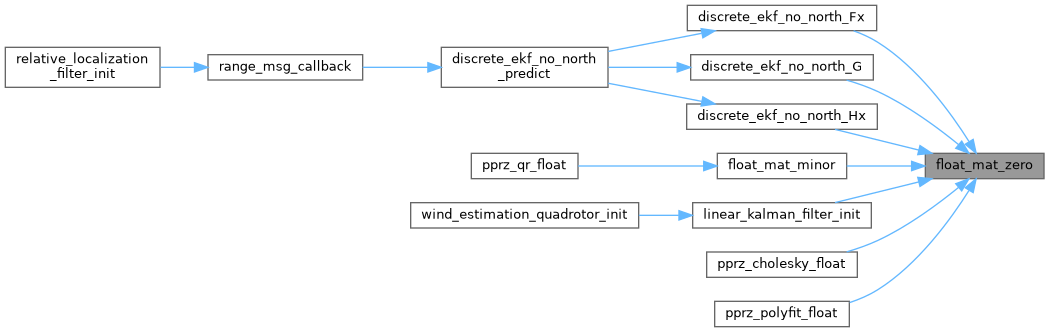 discrete_ekf_no_north_Fx
relative_localization
_filter_init
range_msg_callback
discrete_ekf_no_north
_predict
discrete_ekf_no_north_G
discrete_ekf_no_north_Hx
float_mat_zero
pprz_qr_float
float_mat_minor
wind_estimation_quadrotor_init
linear_kalman_filter_init
pprz_cholesky_float
pprz_polyfit_float